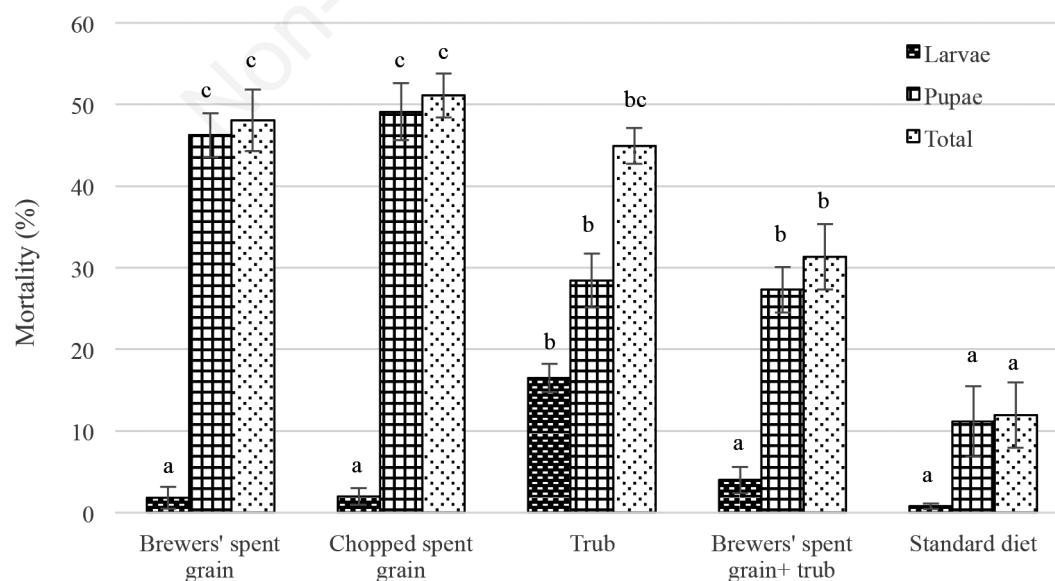 Non-
60
50
40
30
20
10
0
Mortality (%)
Larvae
Pupae
Total
a
c
c
a
c
c
b
b
bc
a
b
b
a
a
a
Brewers' spent
grain
Chopped spent
grain
Trub
Brewers' spent
grain+ trub
Standard diet